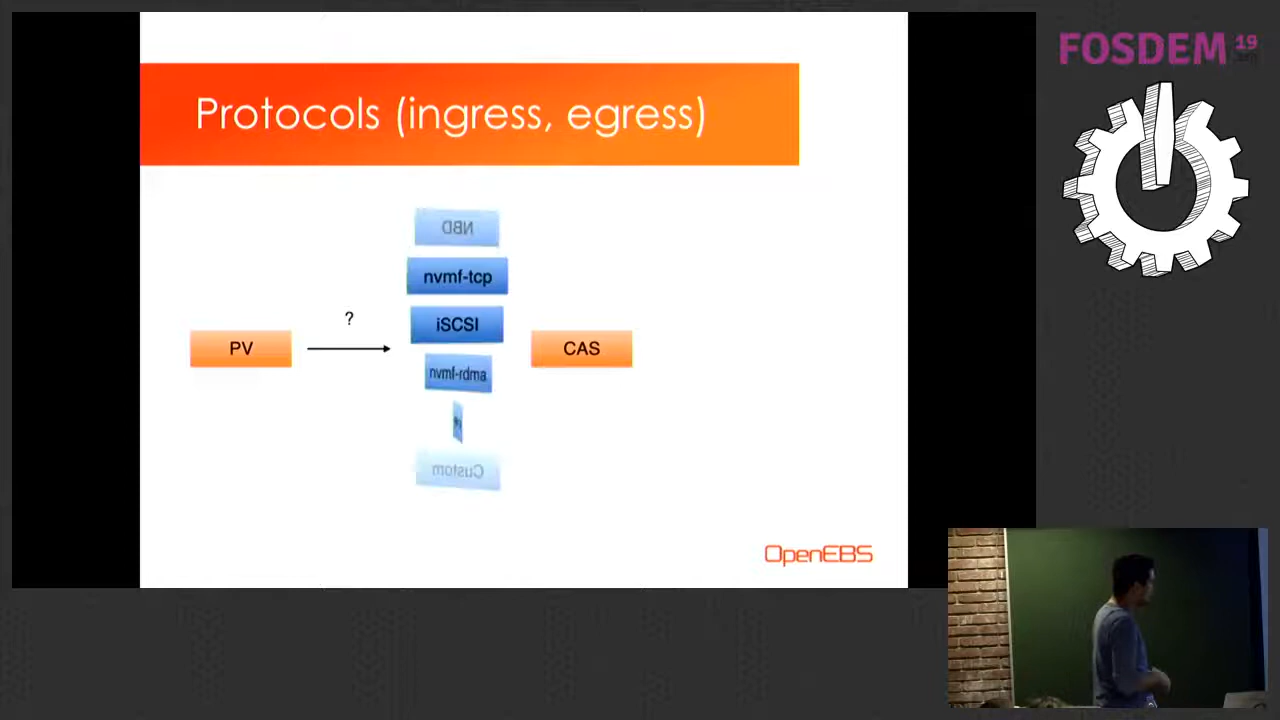 FOSDEM 19
Protocols (ingress, egress)
NBD
nvmf-tcp
?
iSCSI
PV
CAS
nvmf-rdma
Custom
OpenEBS